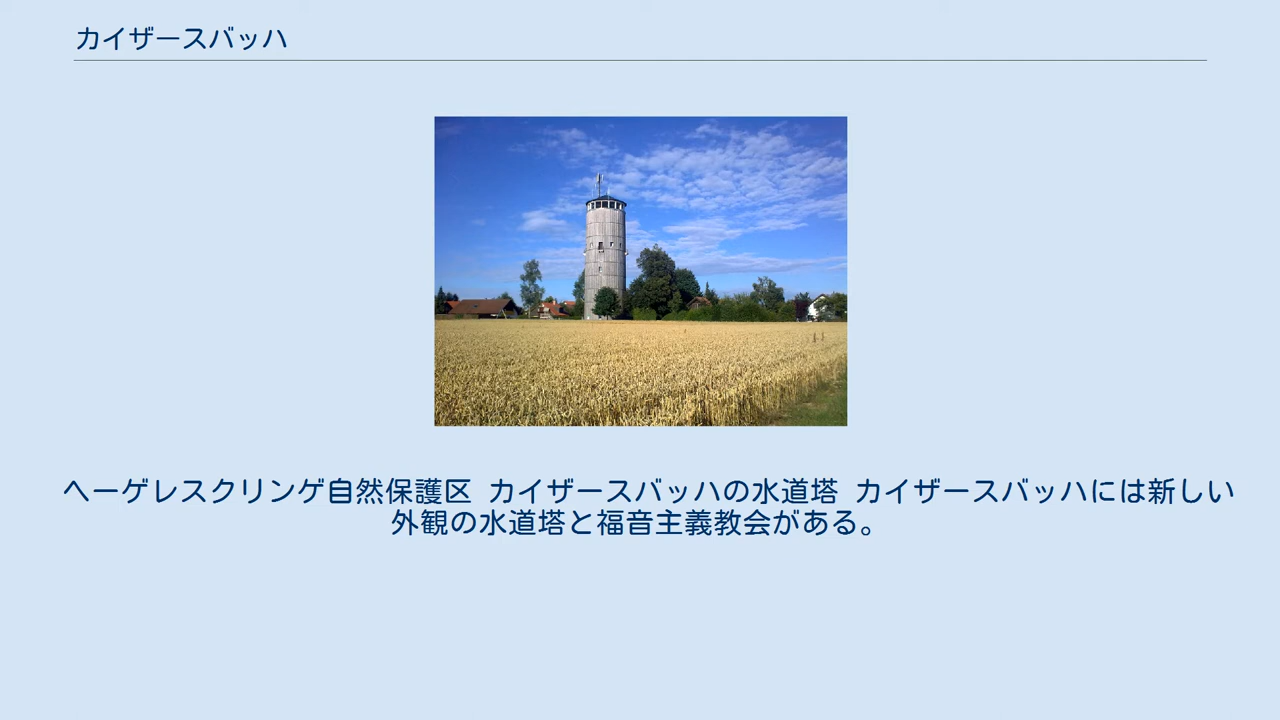 カイザースバッハ
ヘーゲレスクリンゲ自然保護区 カイザースバッハの水道塔 カイザースバッハには新しい
外観の水道塔と福音主義教会がある。